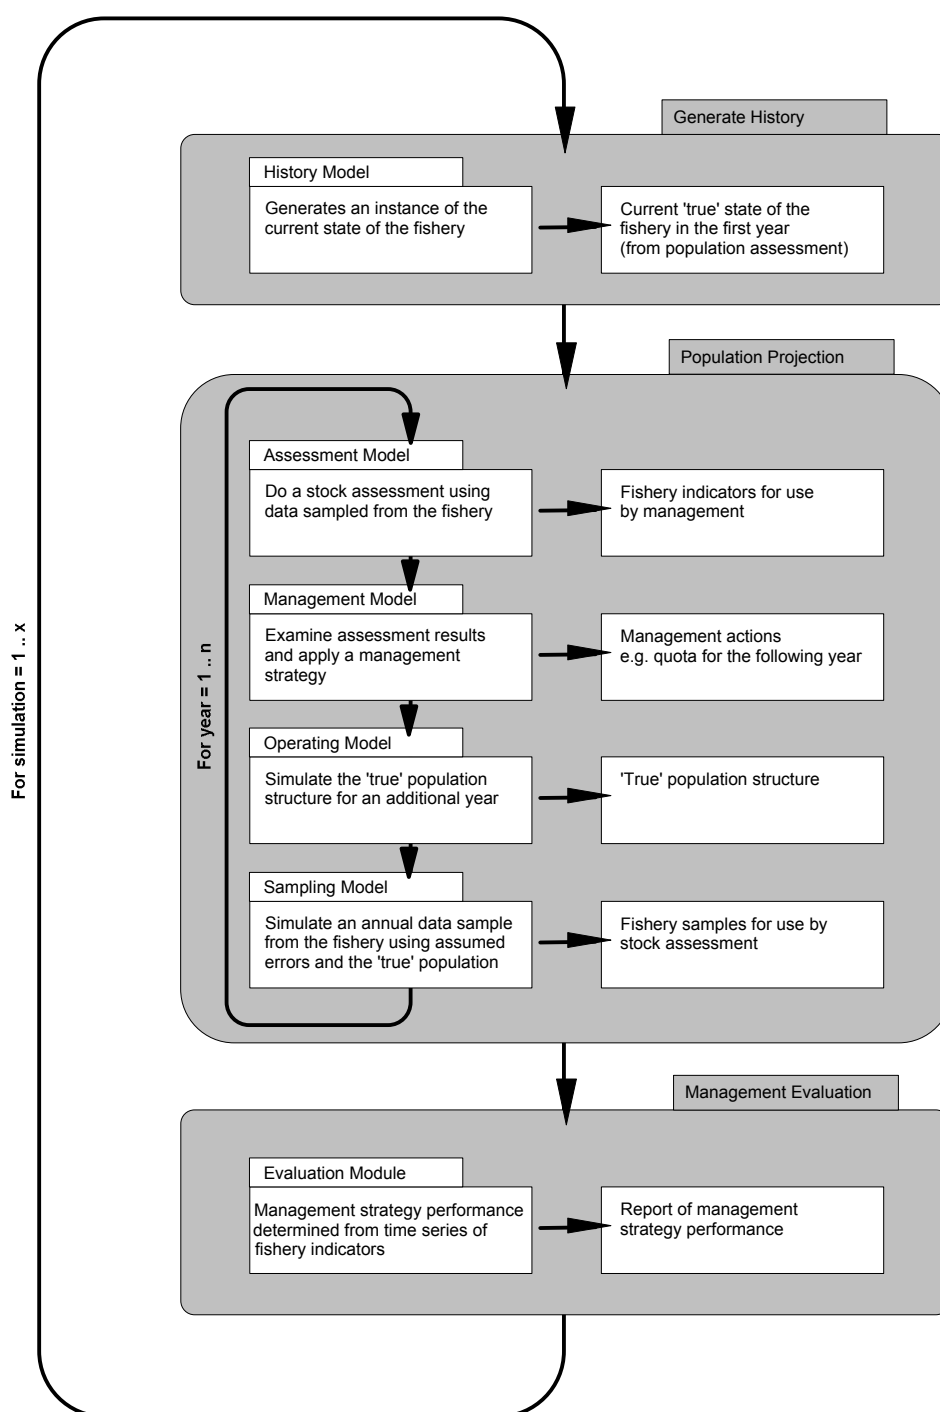 Generate History
History Model
Generates an instance of the
current state of the fishery
Current 'true' state of the
fishery in the first year
(from population assessment)
Population Projection
For simulation = 1 .. x
For year = 1 .. n
Assessment Model
Do a stock assessment using
data sampled from the fishery
Fishery indicators for use
by management
Management Model
Examine assessment results
and apply a management
strategy
Management actions
e.g. quota for the following year
Operating Model
Simulate the 'true' population
structure for an additional year
'True' population structure
Sampling Model
Simulate an annual data sample
from the fishery using assumed
errors and the 'true' population
Fishery samples for use by
stock assessment
Management Evaluation
Evaluation Module
Management strategy performance
determined from time series of
fishery indicators
Report of management
strategy performance